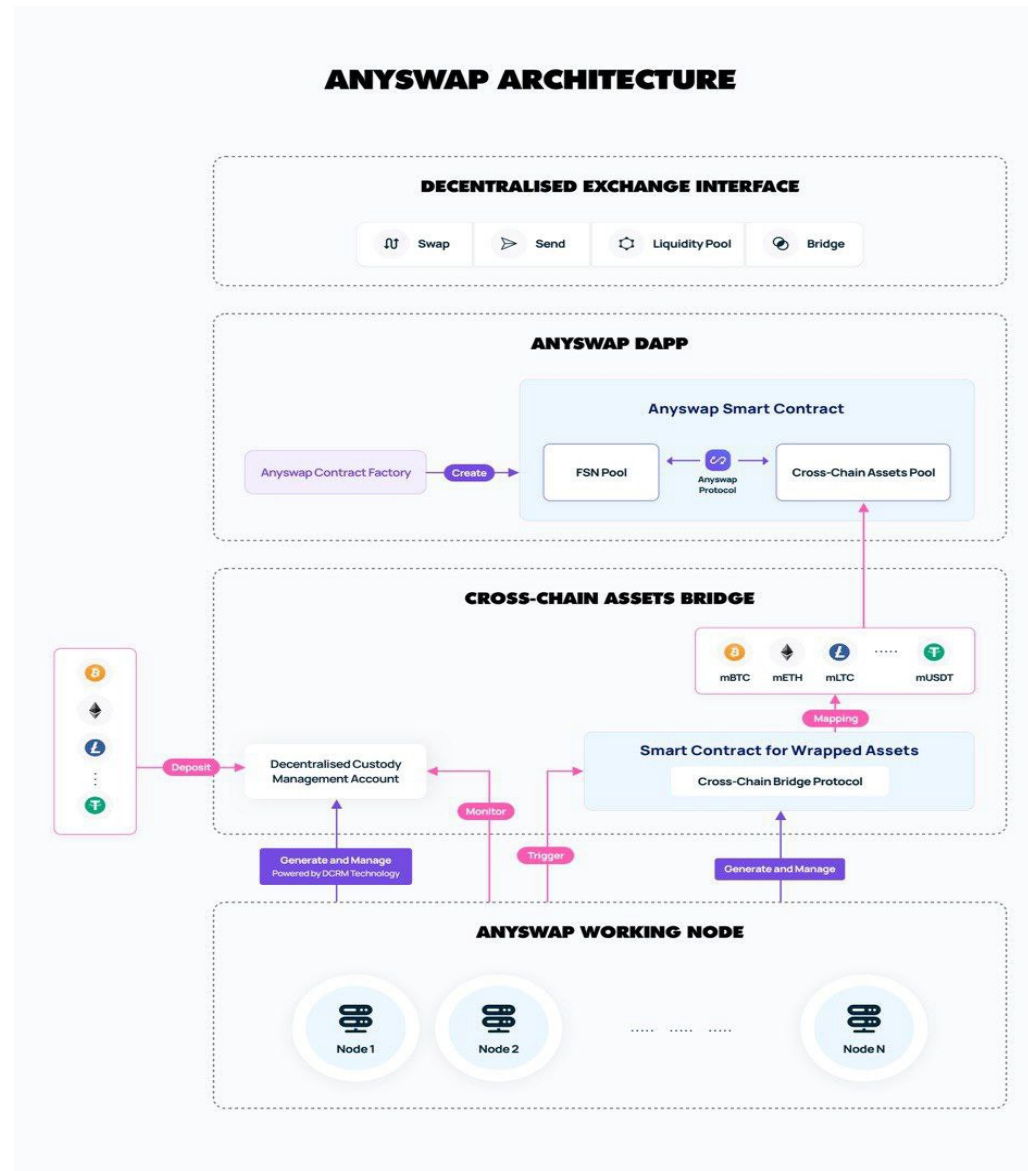 ANYSWAP ARCHITECTURE
DECENTRALISED EXCHANGE INTERFACE
Swap
Send
Liquidity Pool
Bridge
ANYSWAP DAPP
Anyswap Smart Contract
Anyswap Contract Factory
Create
FSN Pool
Anyswap
Protocol
Cross-Chain Assets Pool
CROSS-CHAIN ASSETS BRIDGE
mBTC
mETH
mLTC
.....
mUSDT
Mapping
Deposit
Decentralised Custody
Management Account
Smart Contract for Wrapped Assets
Cross-Chain Bridge Protocol
Monitor
Trigger
Generate and Manage
Powered by DCRM Technology
Generate and Manage
ANYSWAP WORKING NODE
Node 1
Node 2
..... ..... .....
Node N